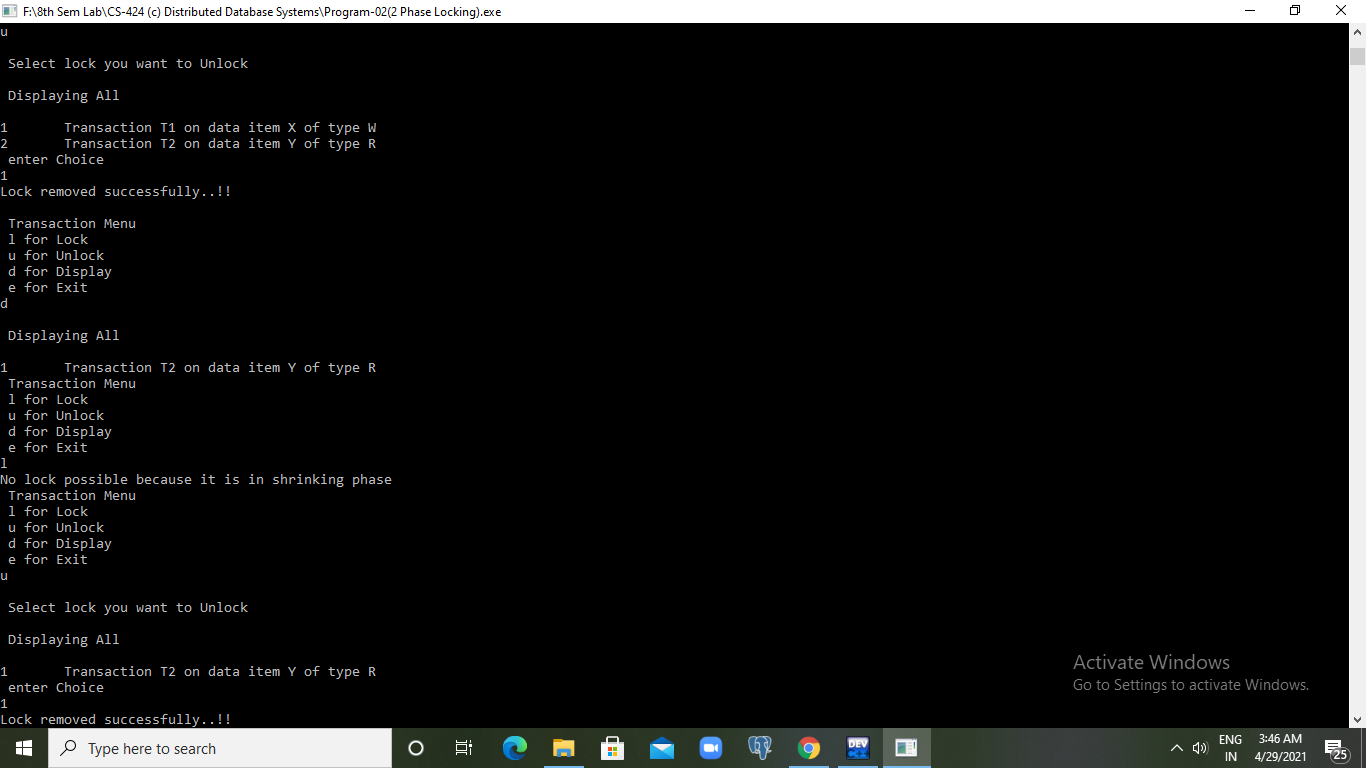 F:\8th Sem Lab\CS-424 (c) Distributed Database Systems\Program-02(2 Phase Locking).exe
u
Select lock you want to Unlock
Displaying All
1 Transaction T1 on data item X of type W
2 Transaction T2 on data item Y of type R
enter Choice
1
Lock removed successfully..!!
Transaction Menu
l for Lock
u for Unlock
d for Display
e for Exit
d
Displaying All
1 Transaction T2 on data item Y of type R
Transaction Menu
l for Lock
u for Unlock
d for Display
e for Exit
l
No lock possible because it is in shrinking phase
Transaction Menu
l for Lock
u for Unlock
d for Display
e for Exit
u
Select lock you want to Unlock
Displaying All
1 Transaction T2 on data item Y of type R
enter Choice
1
Lock removed successfully..!!
Activate Windows
Go to Settings to activate Windows.
Type here to search
DEV
ENG
IN
3:46 AM
4/29/2021
25